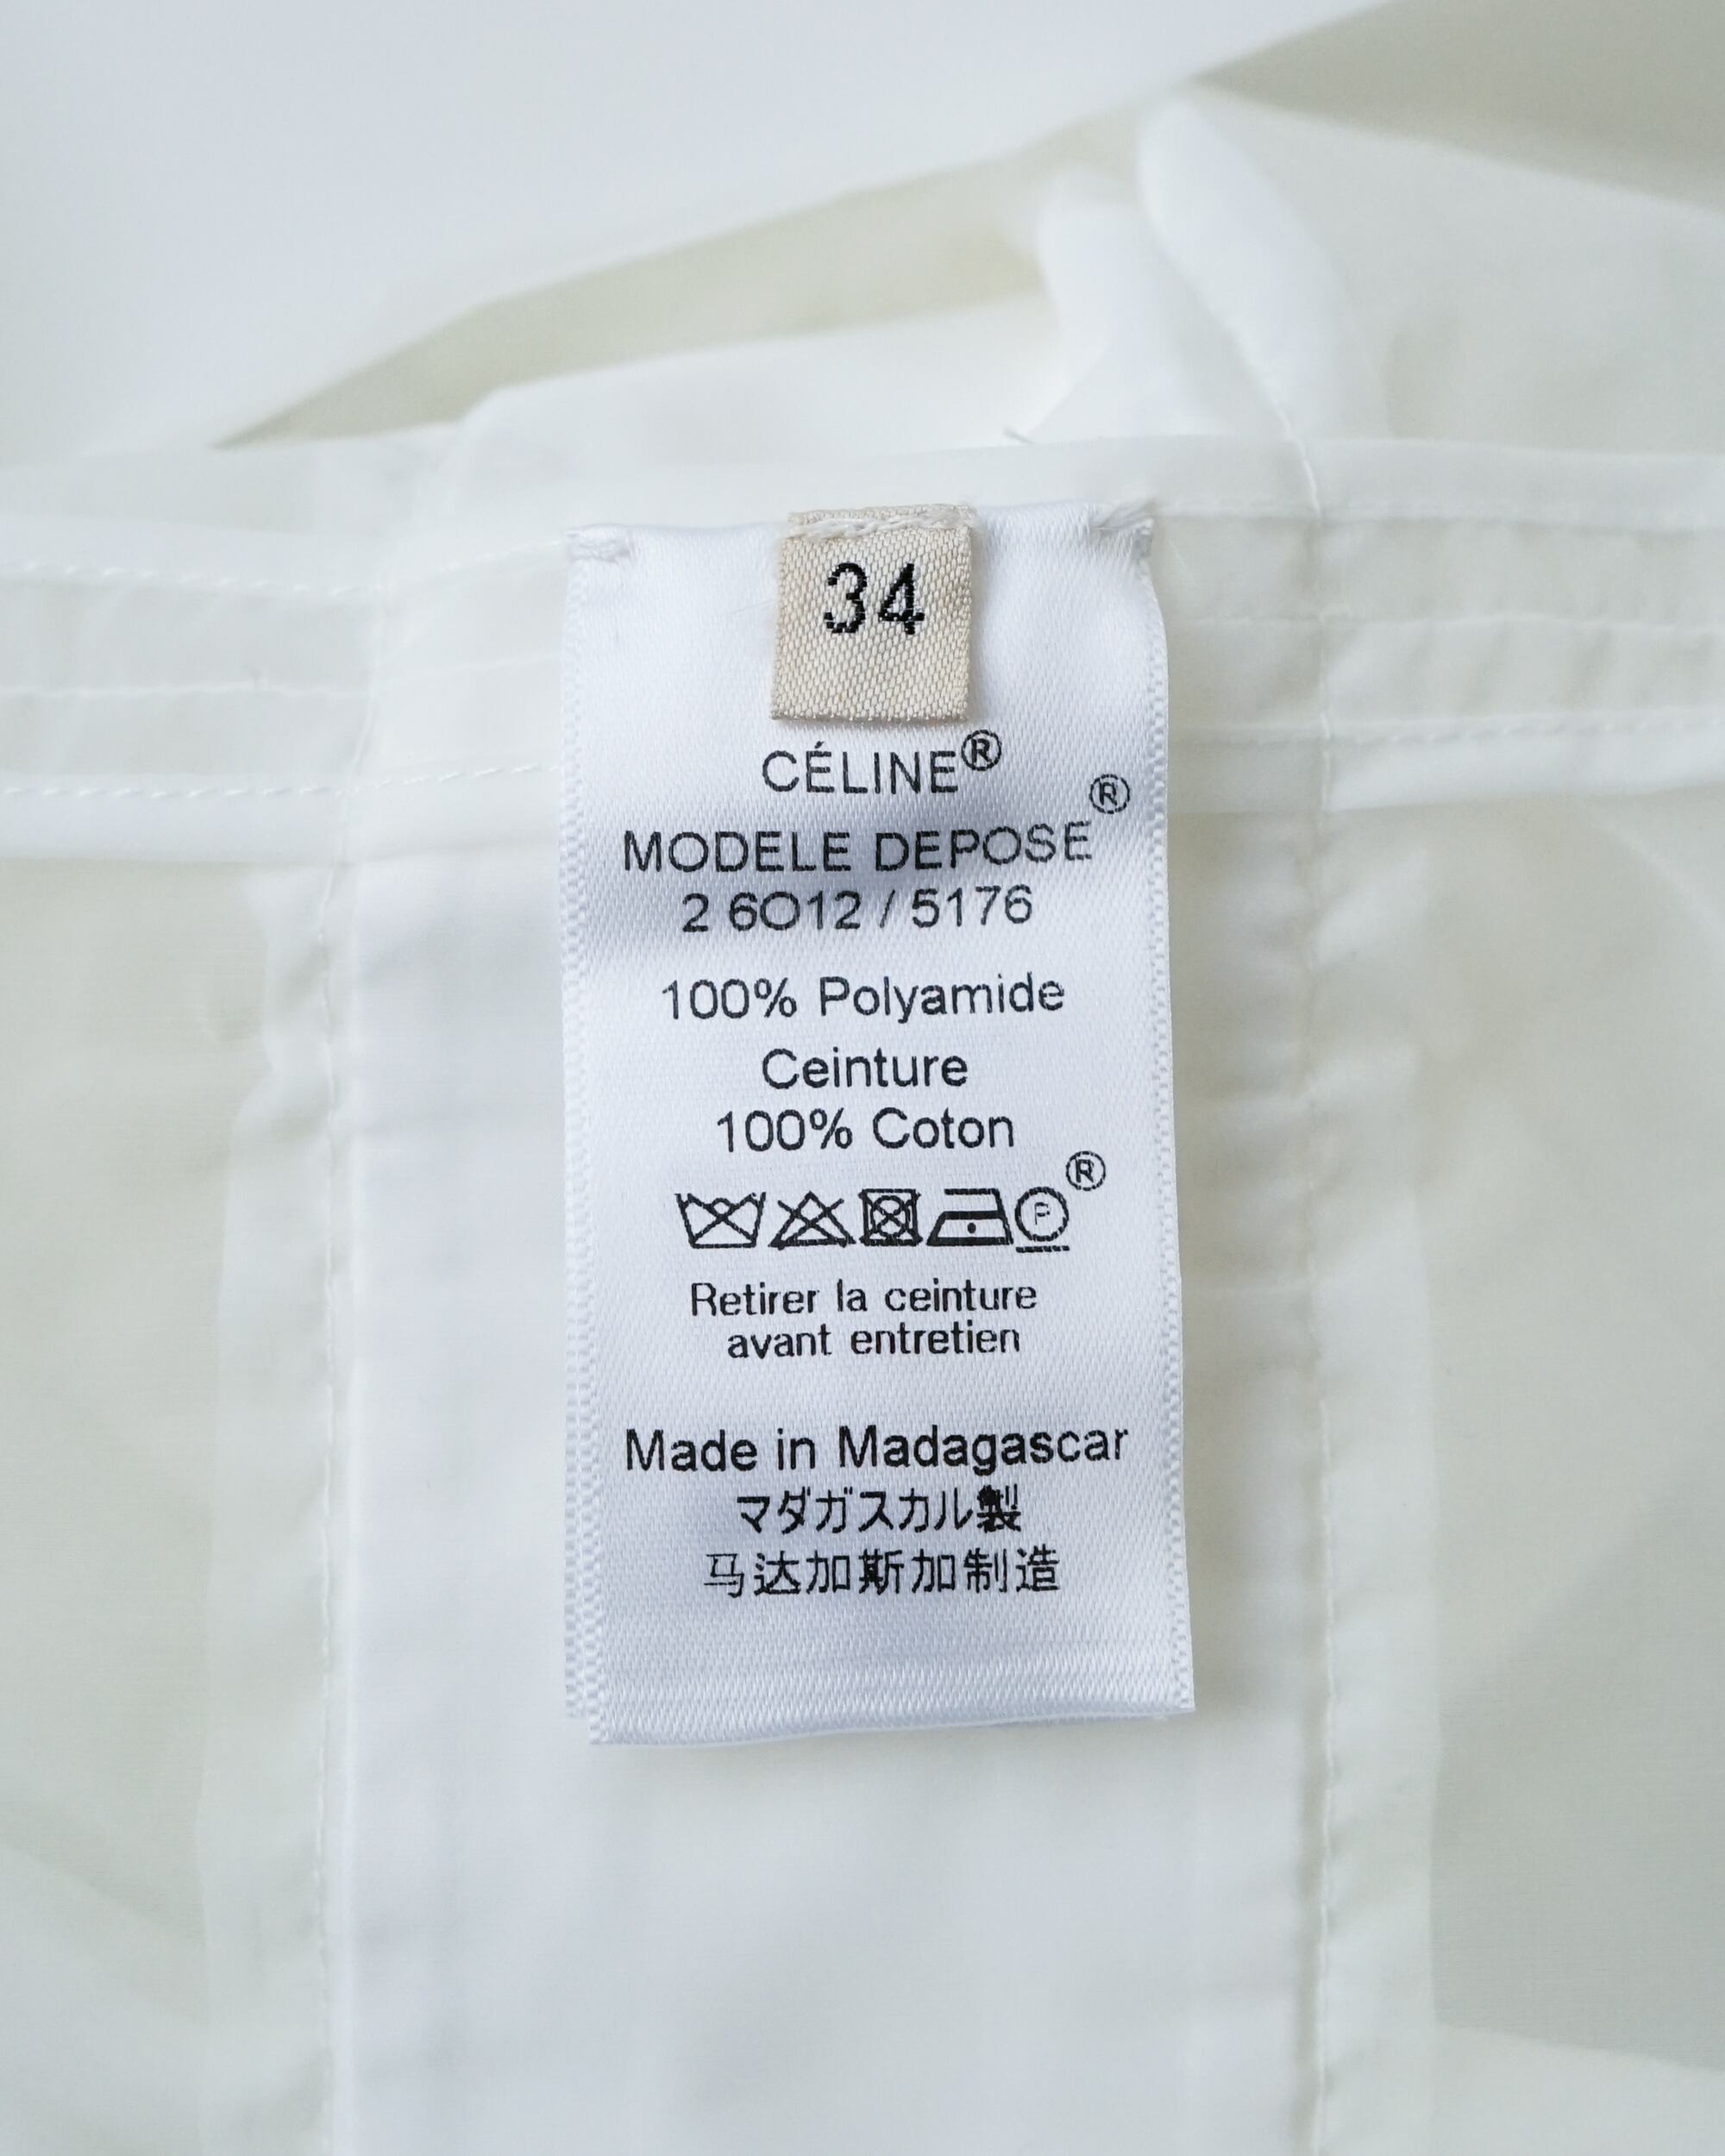 34
CÉLINE®
MODELE DEPOSE®
2 6O12 / 5176
100% Polyamide
Ceinture
100% Coton
P ®
Retirer la ceinture
avant entretien
Made in Madagascar
マダガスカル製
马达加斯加制造